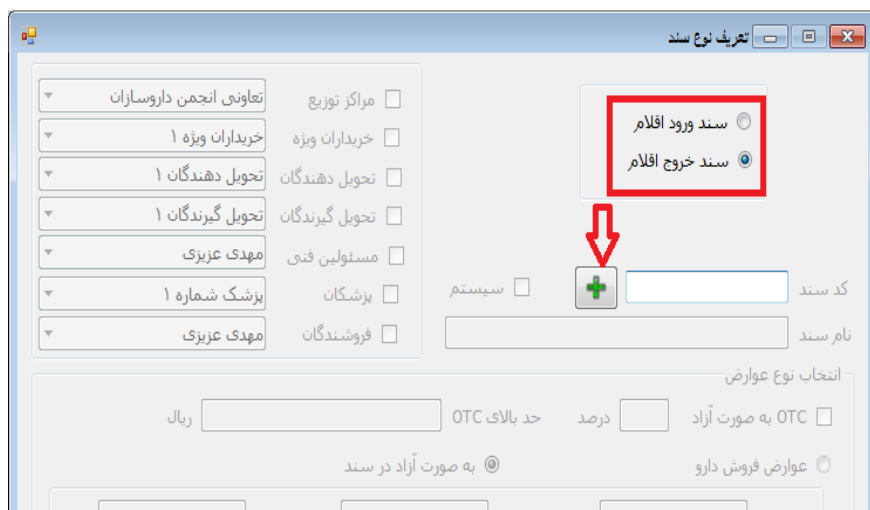 تعریف نوع سند
سند ورود اقلام
سند خروج اقلام
مراکز توزیع تعاونی انجمن داروسازان
خریداران ویژه خریداران ویژه ۱
تحویل دهندگان تحویل دهندگان ۱
تحویل گیرندگان تحویل گیرندگان ۱
مسئولین فنی مهدی عزیزی
پزشکان پزشک شماره ۱
فروشندگان مهدی عزیزی
کد سند سیستم
نام سند
انتخاب نوع عوارض
OTC به صورت آزاد درصد حد بالای OTC ریال
عوارض فروش دارو به صورت آزاد در سند